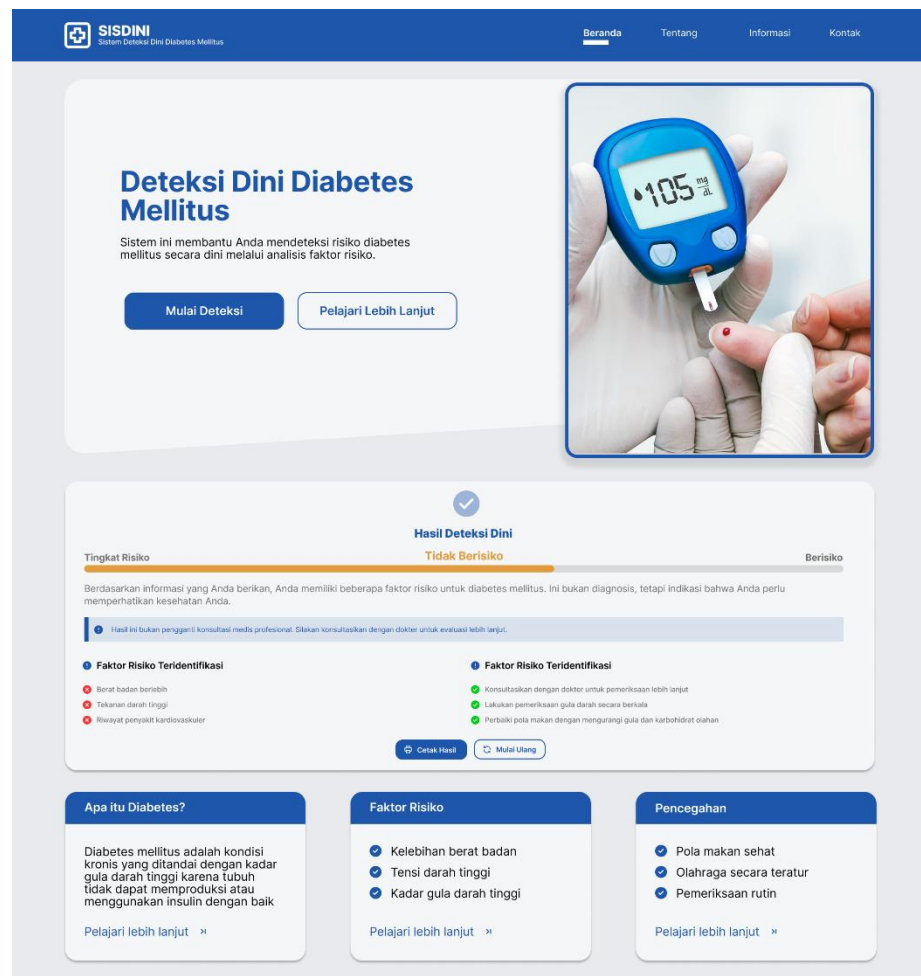 SISDINI
Sistem Deteksi Dini Diabetes Mellitus
Beranda
Tentang
Informasi
Kontak
Deteksi Dini Diabetes
Mellitus
Sistem ini membantu Anda mendeteksi risiko diabetes
mellitus secara dini melalui analisis faktor risiko.
Mulai Deteksi
Pelajari Lebih Lanjut
105 mg/dL
Hasil Deteksi Dini
Tingkat Risiko
Tidak Berisiko
Berisiko
Berdasarkan informasi yang Anda berikan, Anda memiliki beberapa faktor risiko untuk diabetes mellitus. Ini bukan diagnosis, tetapi indikasi bahwa Anda perlu
memperhatikan kesehatan Anda.
Hasil ini bukan pengganti konsultasi medis profesional. Silakan konsultasikan dengan dokter untuk evaluasi lebih lanjut.
Faktor Risiko Teridentifikasi
Berat badan berlebih
Tekanan darah tinggi
Riwayat penyakit kardiovaskuler
Faktor Risiko Teridentifikasi
Konsultasikan dengan dokter untuk pemeriksaan lebih lanjut
Lakukan pemeriksaan gula darah secara berkala
Perbaiki pola makan dengan mengurangi gula dan karbohidrat olahan
Cetak Hasil
Mulai Ulang
Apa itu Diabetes?
Diabetes mellitus adalah kondisi
kronis yang ditandai dengan kadar
gula darah tinggi karena tubuh
tidak dapat memproduksi atau
menggunakan insulin dengan baik
Pelajari lebih lanjut
Faktor Risiko
Kelebihan berat badan
Tensi darah tinggi
Kadar gula darah tinggi
Pelajari lebih lanjut
Pencegahan
Pola makan sehat
Olahraga secara teratur
Pemeriksaan rutin
Pelajari lebih lanjut